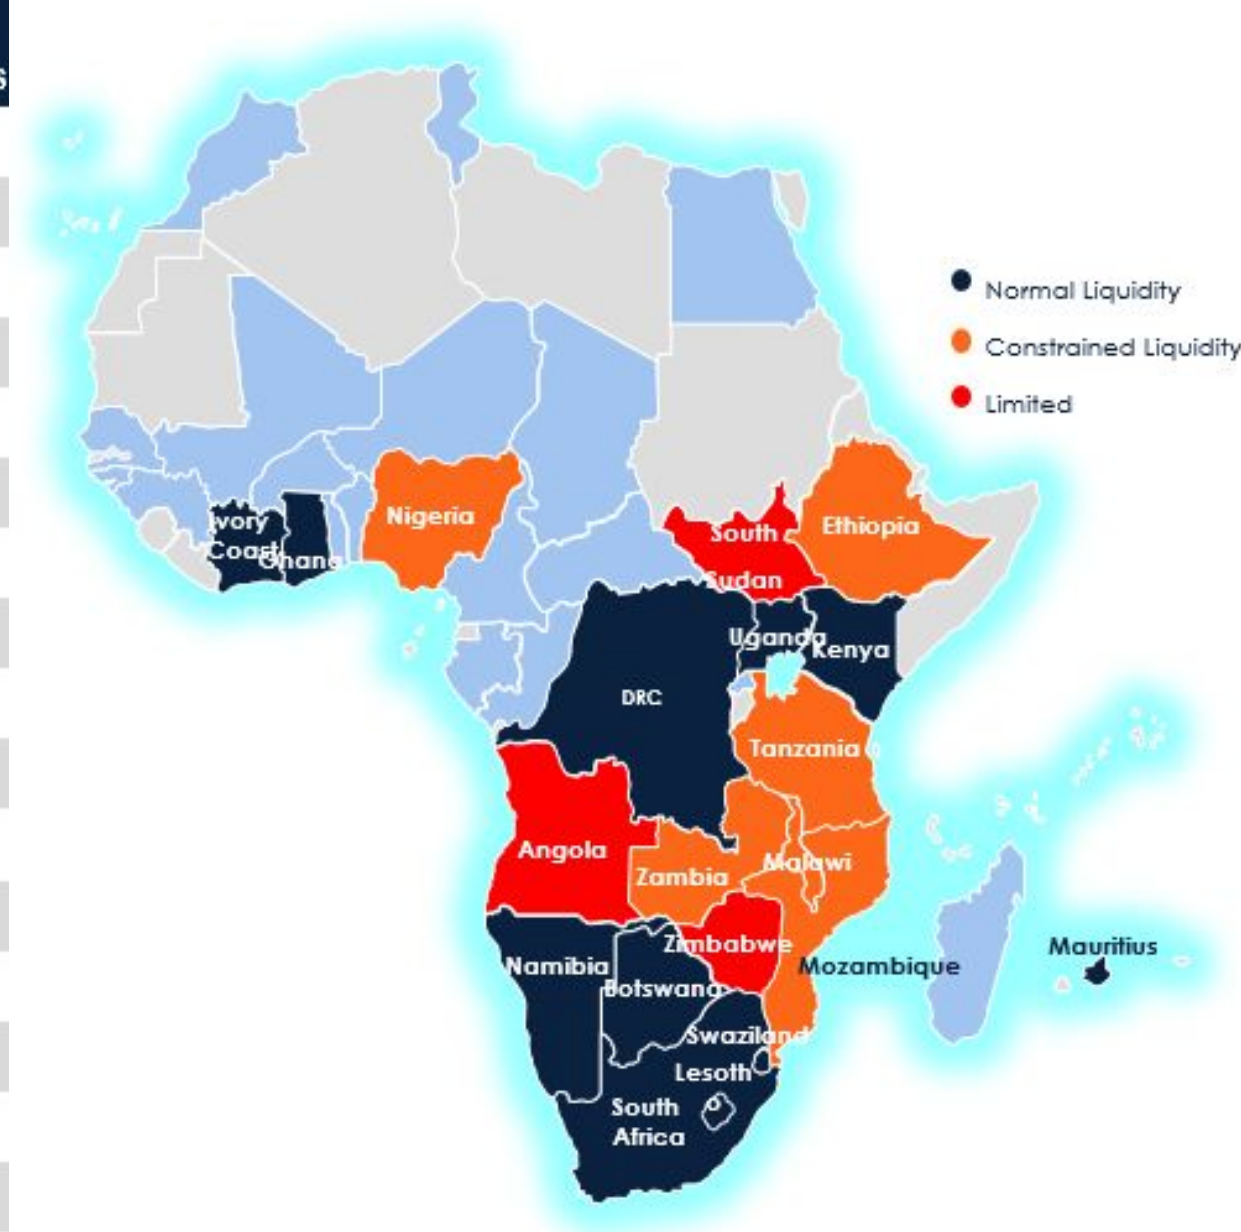 S
Normal Liquidity
Constrained Liquidity
Limited
Nigeria
Ivory
Coast
Ghana
South
Sudan
Ethiopia
Uganda
Kenya
DRC
Tanzania
Angola
Zambia
Malawi
Zimbabwe
Namibia
Botswana
Mozambique
Mauritius
Swaziland
Lesoth
South
Africa